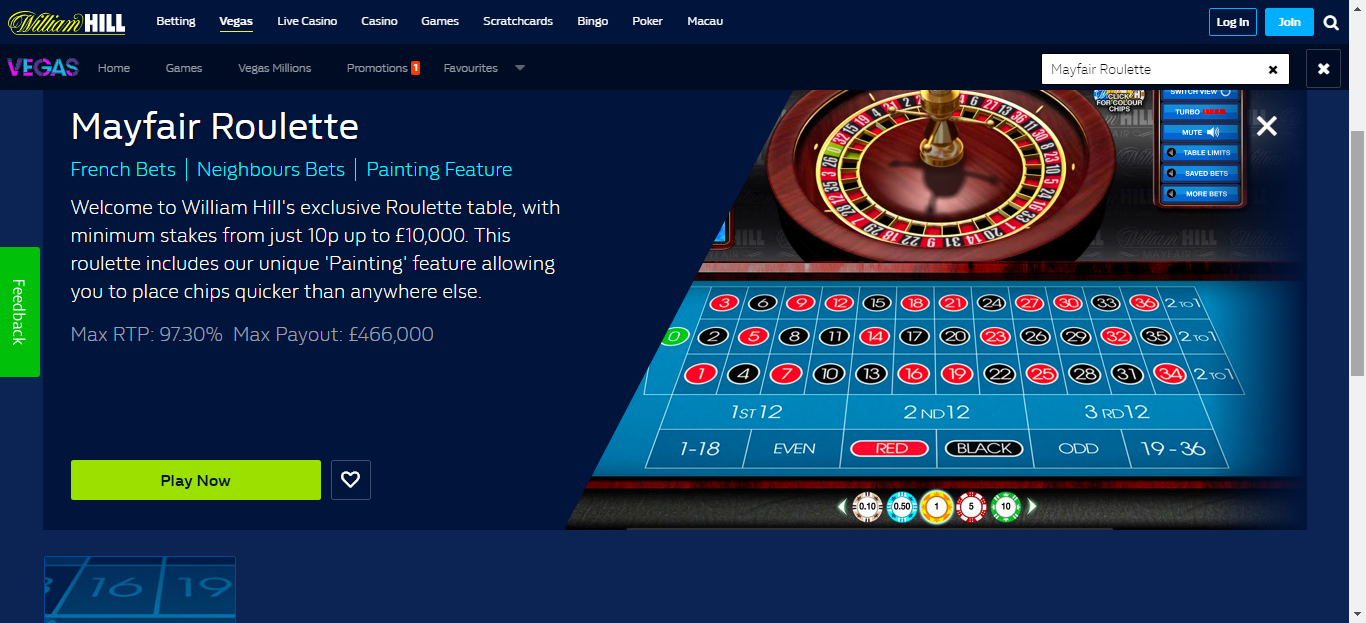 William HILL
Betting
Vegas
Live Casino
Casino
Games
Scratchcards
Bingo
Poker
Macau
Log In
Join
VEGAS
Home
Games
Vegas Millions
Promotions 1
Favourites
Mayfair Roulette
Mayfair Roulette
French Bets | Neighbours Bets | Painting Feature
Welcome to William Hill's exclusive Roulette table, with
minimum stakes from just 10p up to £10,000. This
roulette includes our unique 'Painting' feature allowing
you to place chips quicker than anywhere else.
Max RTP: 97.30% Max Payout: £466,000
Play Now
Feedback
CLICK
FOR COLOUR
CHIPS
SWITCH VIEW
TURBO
MUTE
TABLE LIMITS
SAVED BETS
MORE BETS
3 6 9 12 15 18 21 24 27 30 33 36 2 TO 1
0 2 5 8 11 14 17 20 23 26 29 32 35 2 TO 1
1 4 7 10 13 16 19 22 25 28 31 34 2 TO 1
1ST 12 2ND 12 3RD 12
1-18 EVEN RED BLACK ODD 19-36
0.10 0.50 1 5 10
16 19